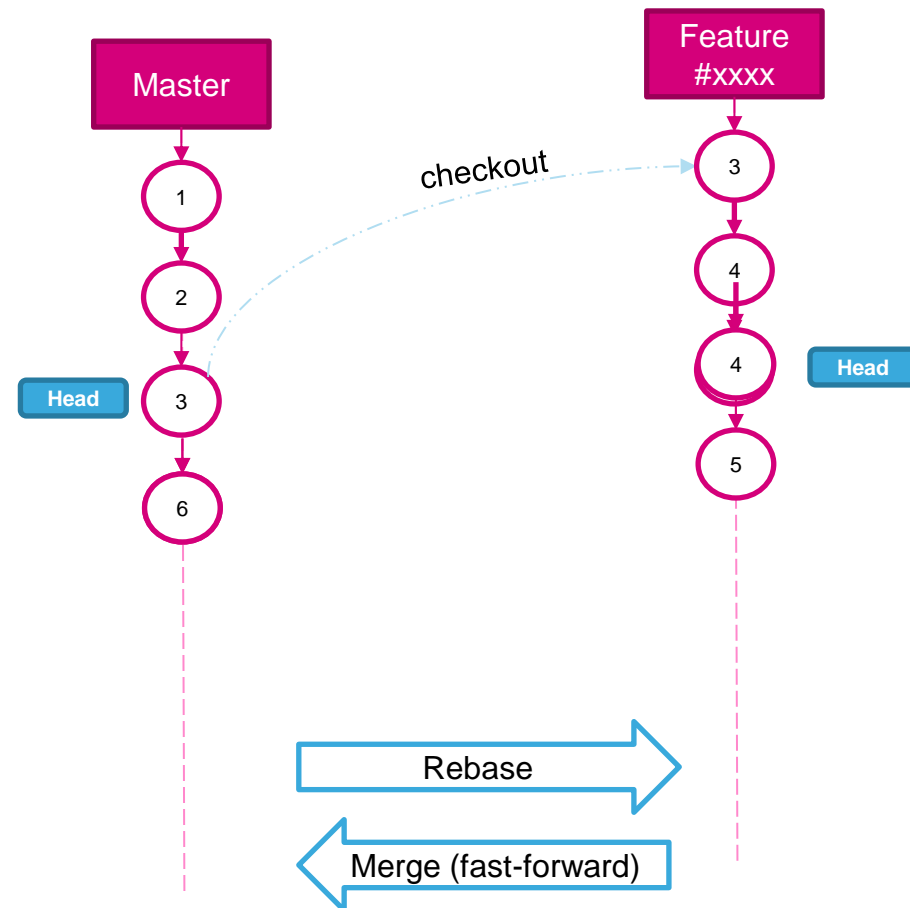 Master
Feature
#xxxx
checkout
1
2
3
6
Head
3
4
4
5
Head
Rebase
Merge (fast-forward)